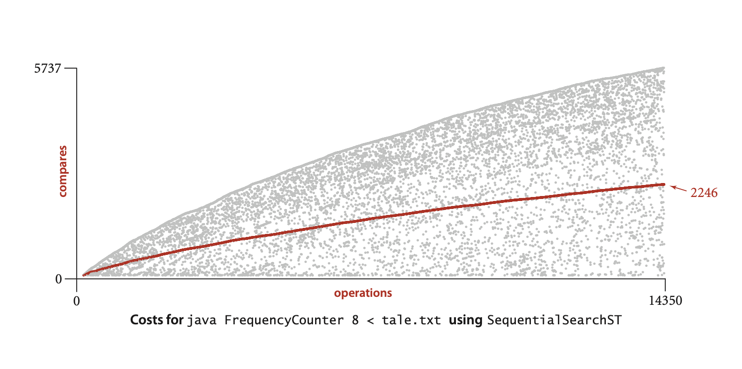 5737
compares
2246
0
0
operations
14350
Costs for java FrequencyCounter 8 < tale.txt using SequentialSearchST